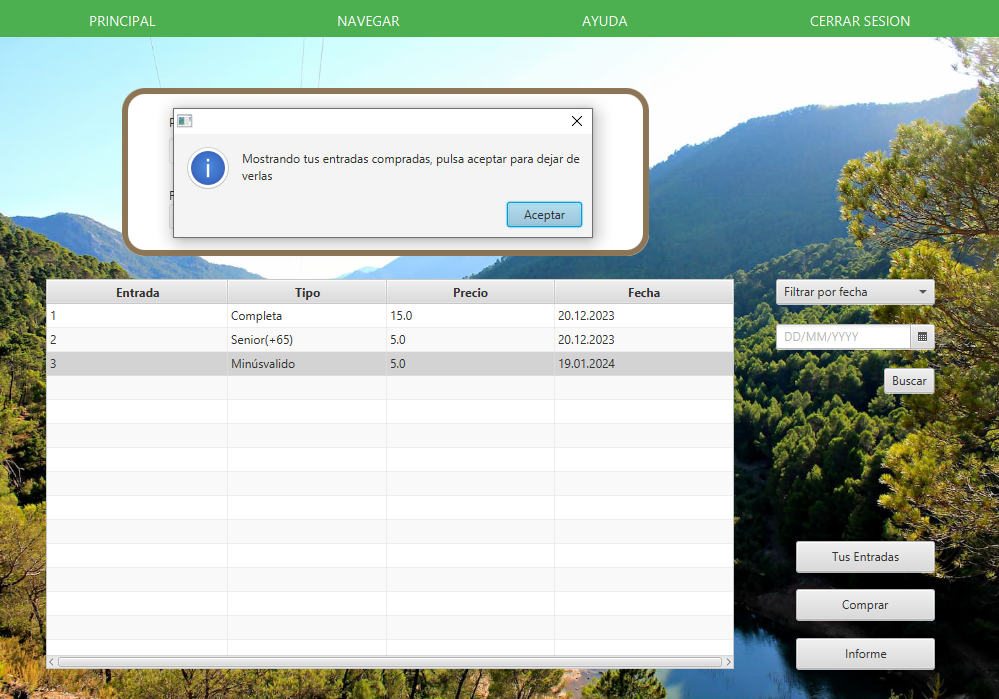 PRINCIPAL NAVEGAR AYUDA CERRAR SESION
Mostrando tus entradas compradas, pulsa aceptar para dejar de
verlas
Aceptar
Entrada Tipo Precio Fecha
1 Completa 15.0 20.12.2023
2 Senior(+65) 5.0 20.12.2023
3 Minúsvalido 5.0 19.01.2024
Filtrar por fecha
DD/MM/YYYY
Buscar
Tus Entradas
Comprar
Informe